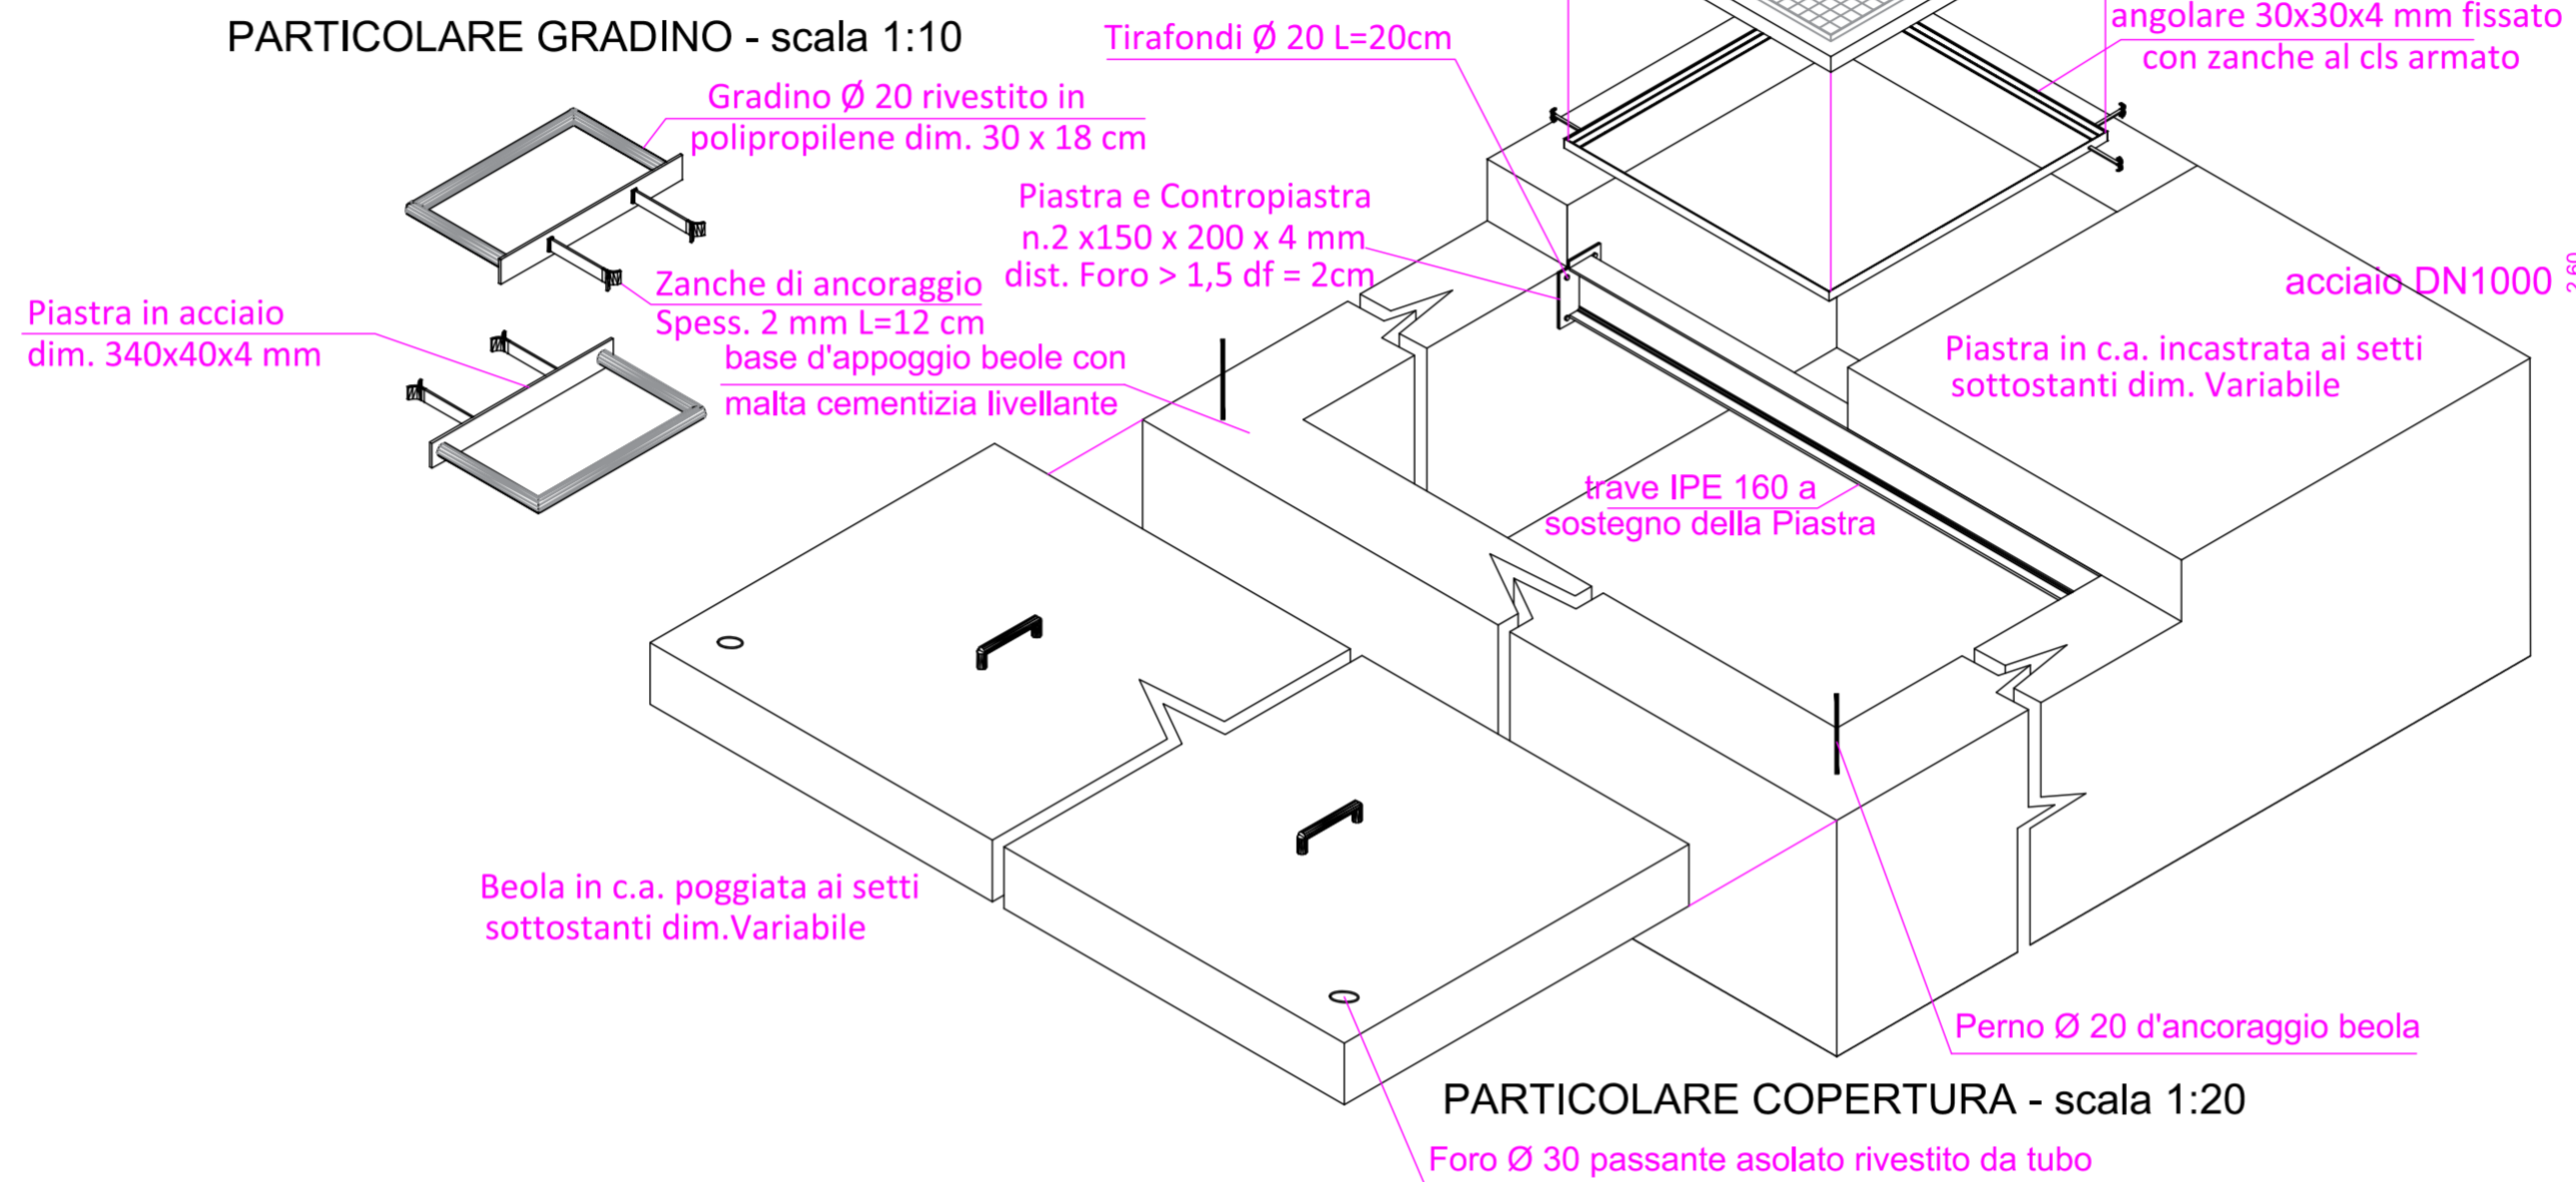 PARTICOLARE GRADINO - scala 1:10
Gradino Ø 20 rivestito in
polipropilene dim. 30 x 18 cm
Zanche di ancoraggio
Spess. 2 mm L=12 cm
Piastra in acciaio
dim. 340x40x4 mm
Tirafondi Ø 20 L=20cm
Piastra e Contropiastra
n.2 x150 x 200 x 4 mm
dist. Foro > 1,5 df = 2cm
angolare 30x30x4 mm fissato
con zanche al cls armato
acciaio DN1000
2,60
Piastra in c.a. incastrata ai setti
sottostanti dim. Variabile
base d'appoggio beole con
malta cementizia livellante
trave IPE 160 a
sostegno della Piastra
Beola in c.a. poggiata ai setti
sottostanti dim.Variabile
Perno Ø 20 d'ancoraggio beola
PARTICOLARE COPERTURA - scala 1:20
Foro Ø 30 passante asolato rivestito da tubo